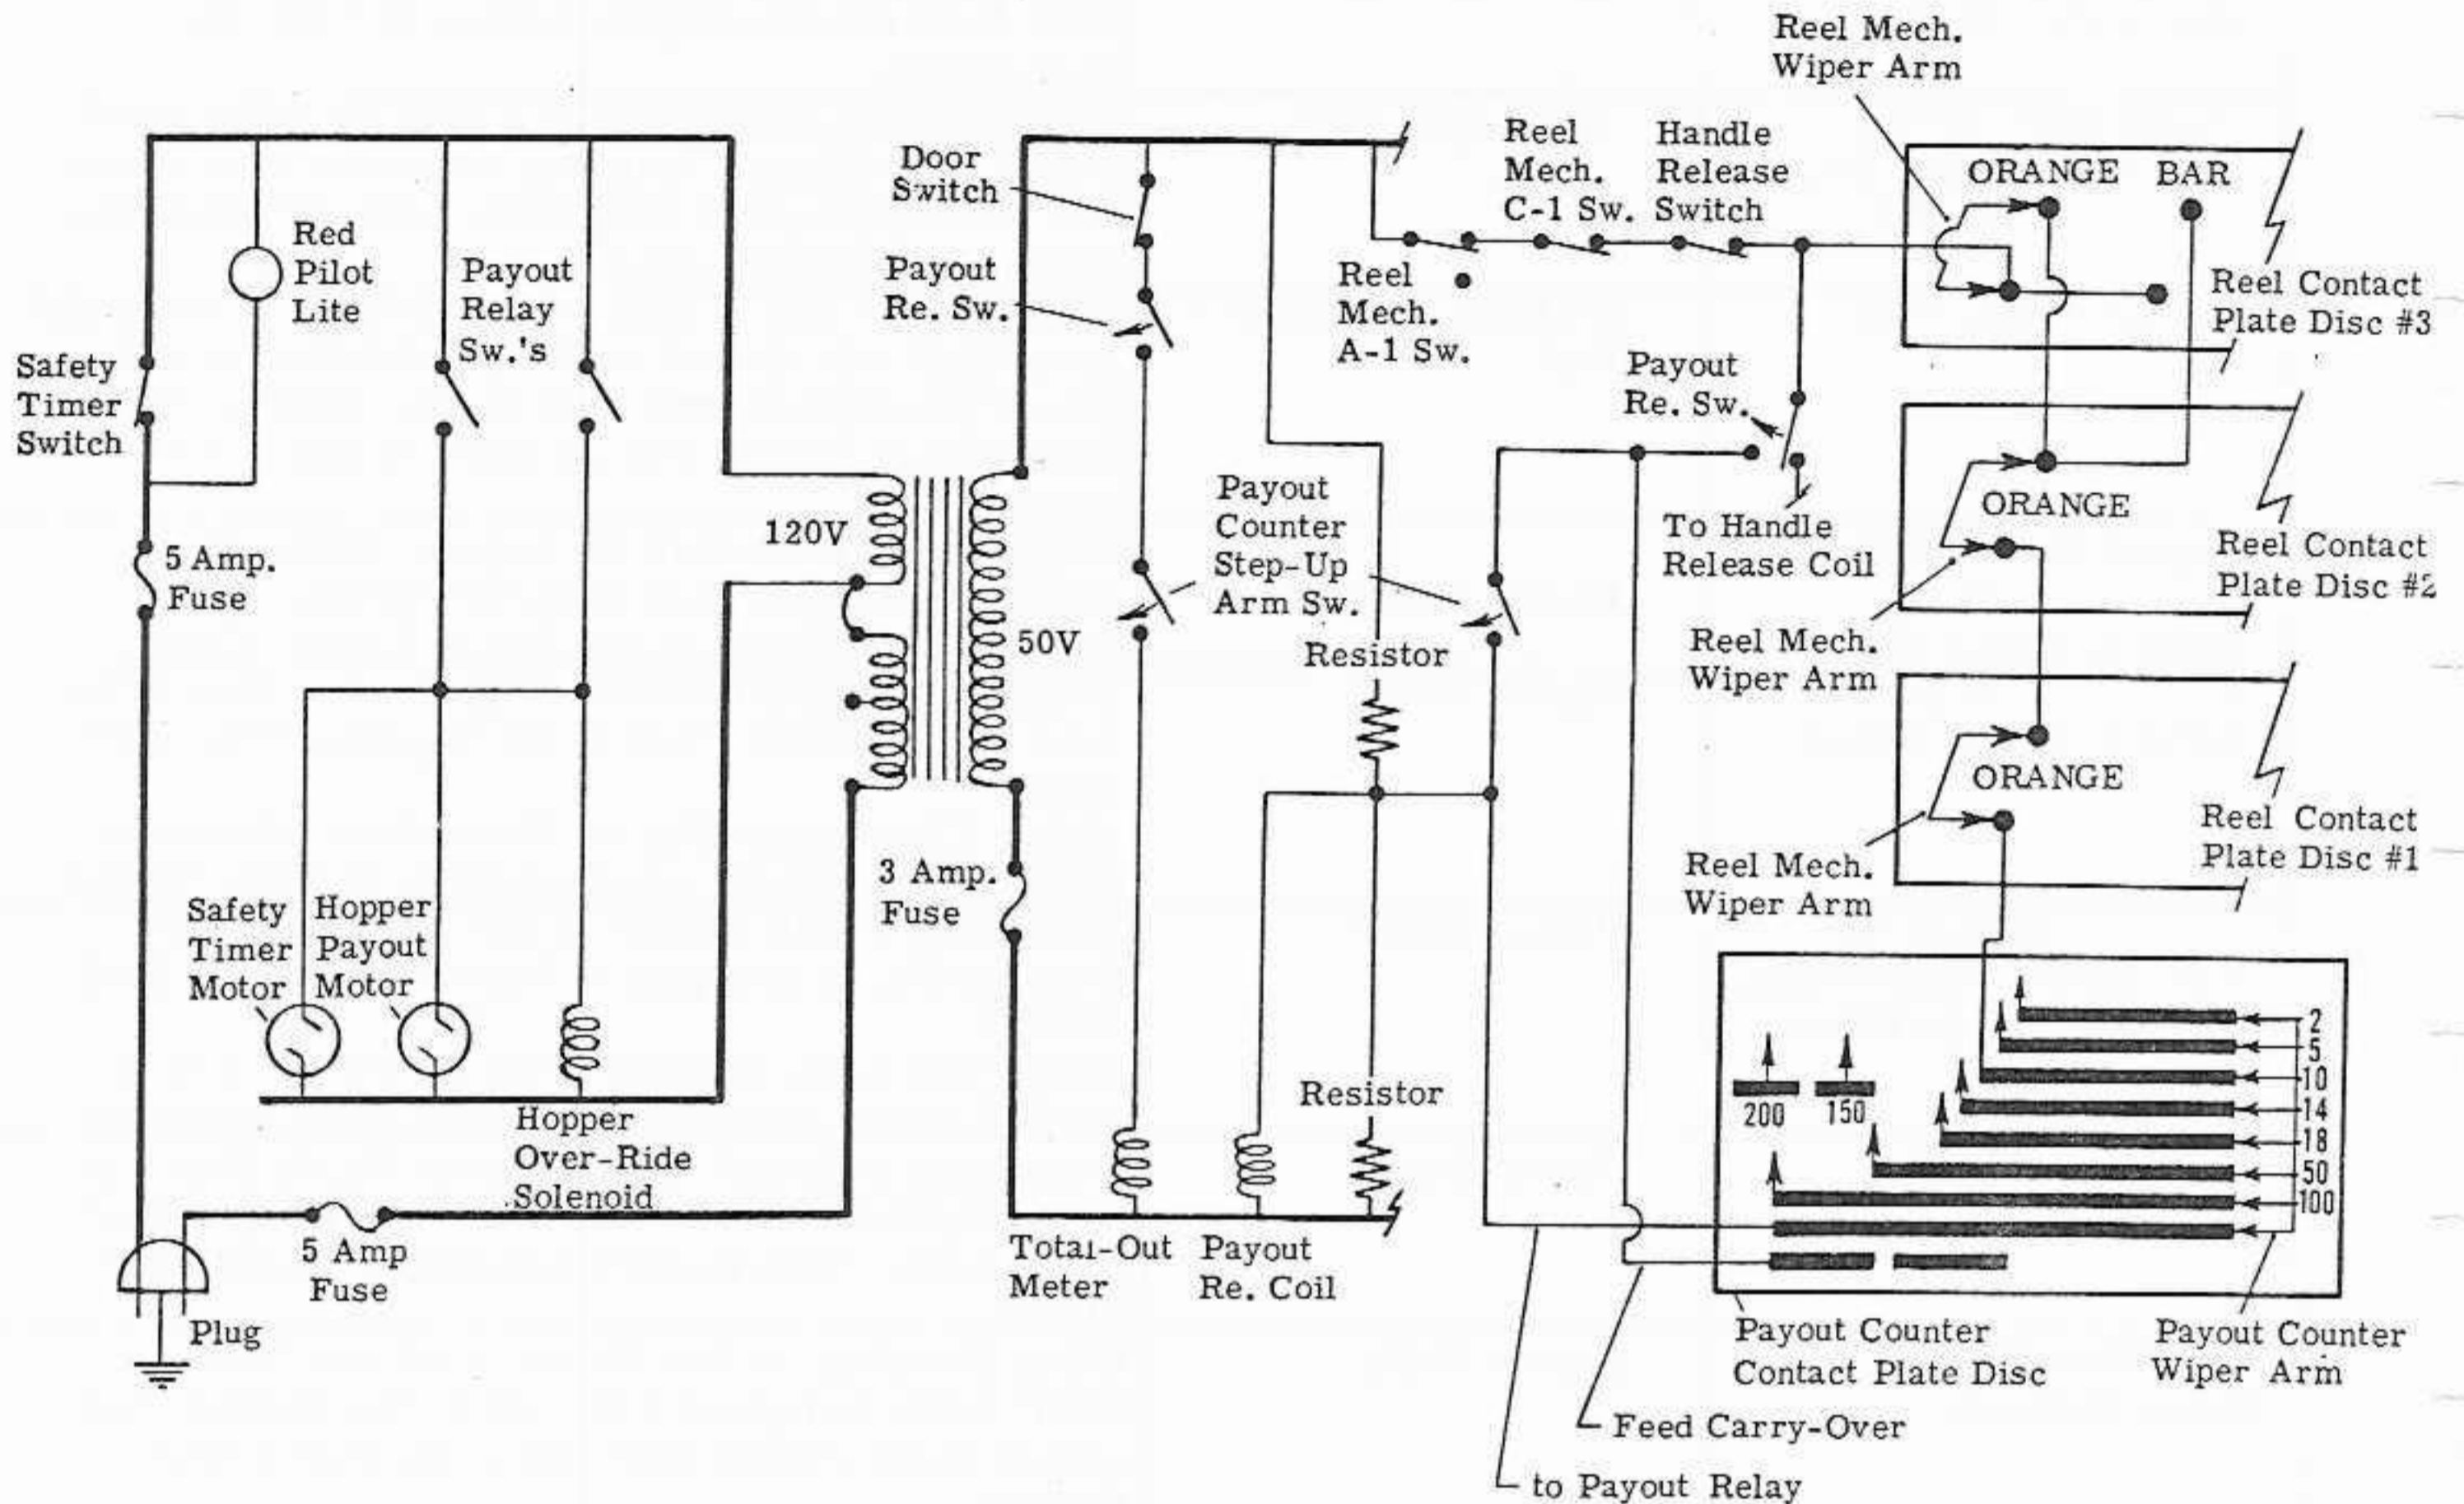 Reel Mech.
Wiper Arm
Door
Switch
Reel
Mech.
C-1 Sw.
Handle
Release
Switch
ORANGE BAR
Red
Pilot
Lite
Payout
Relay
Sw.'s
Payout
Re. Sw.
Reel
Mech.
A-1 Sw.
Reel Contact
Plate Disc #3
Safety
Timer
Switch
Payout
Re. Sw.
120V
Payout
Counter
Step-Up
Arm Sw.
To Handle
Release Coil
ORANGE
Reel Contact
Plate Disc #2
5 Amp.
Fuse
50V
Resistor
Reel Mech.
Wiper Arm
ORANGE
Reel Contact
Plate Disc #1
3 Amp.
Fuse
Reel Mech.
Wiper Arm
Safety
Timer
Motor
Hopper
Payout
Motor
Resistor
2
5
10
14
18
50
100
200 150
Hopper
Over-Ride
Solenoid
5 Amp
Fuse
Total-Out
Meter
Payout
Re. Coil
Plug
Payout Counter
Contact Plate Disc
Payout Counter
Wiper Arm
Feed Carry-Over
to Payout Relay